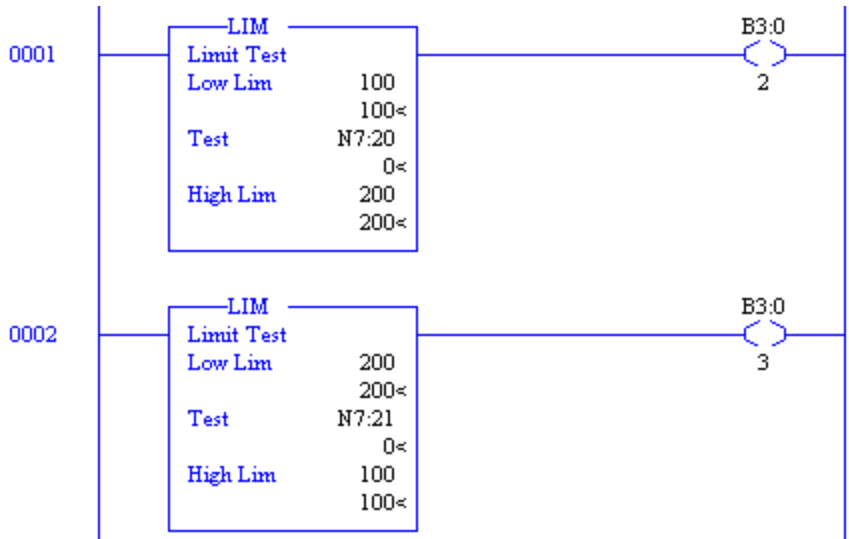 LIM
B3:0
0001
Limit Test
Low Lim 100
2
100<
Test N7:20
0<
High Lim 200
200<
LIM
B3:0
0002
Limit Test
Low Lim 200
3
200<
Test N7:21
0<
High Lim 100
100<